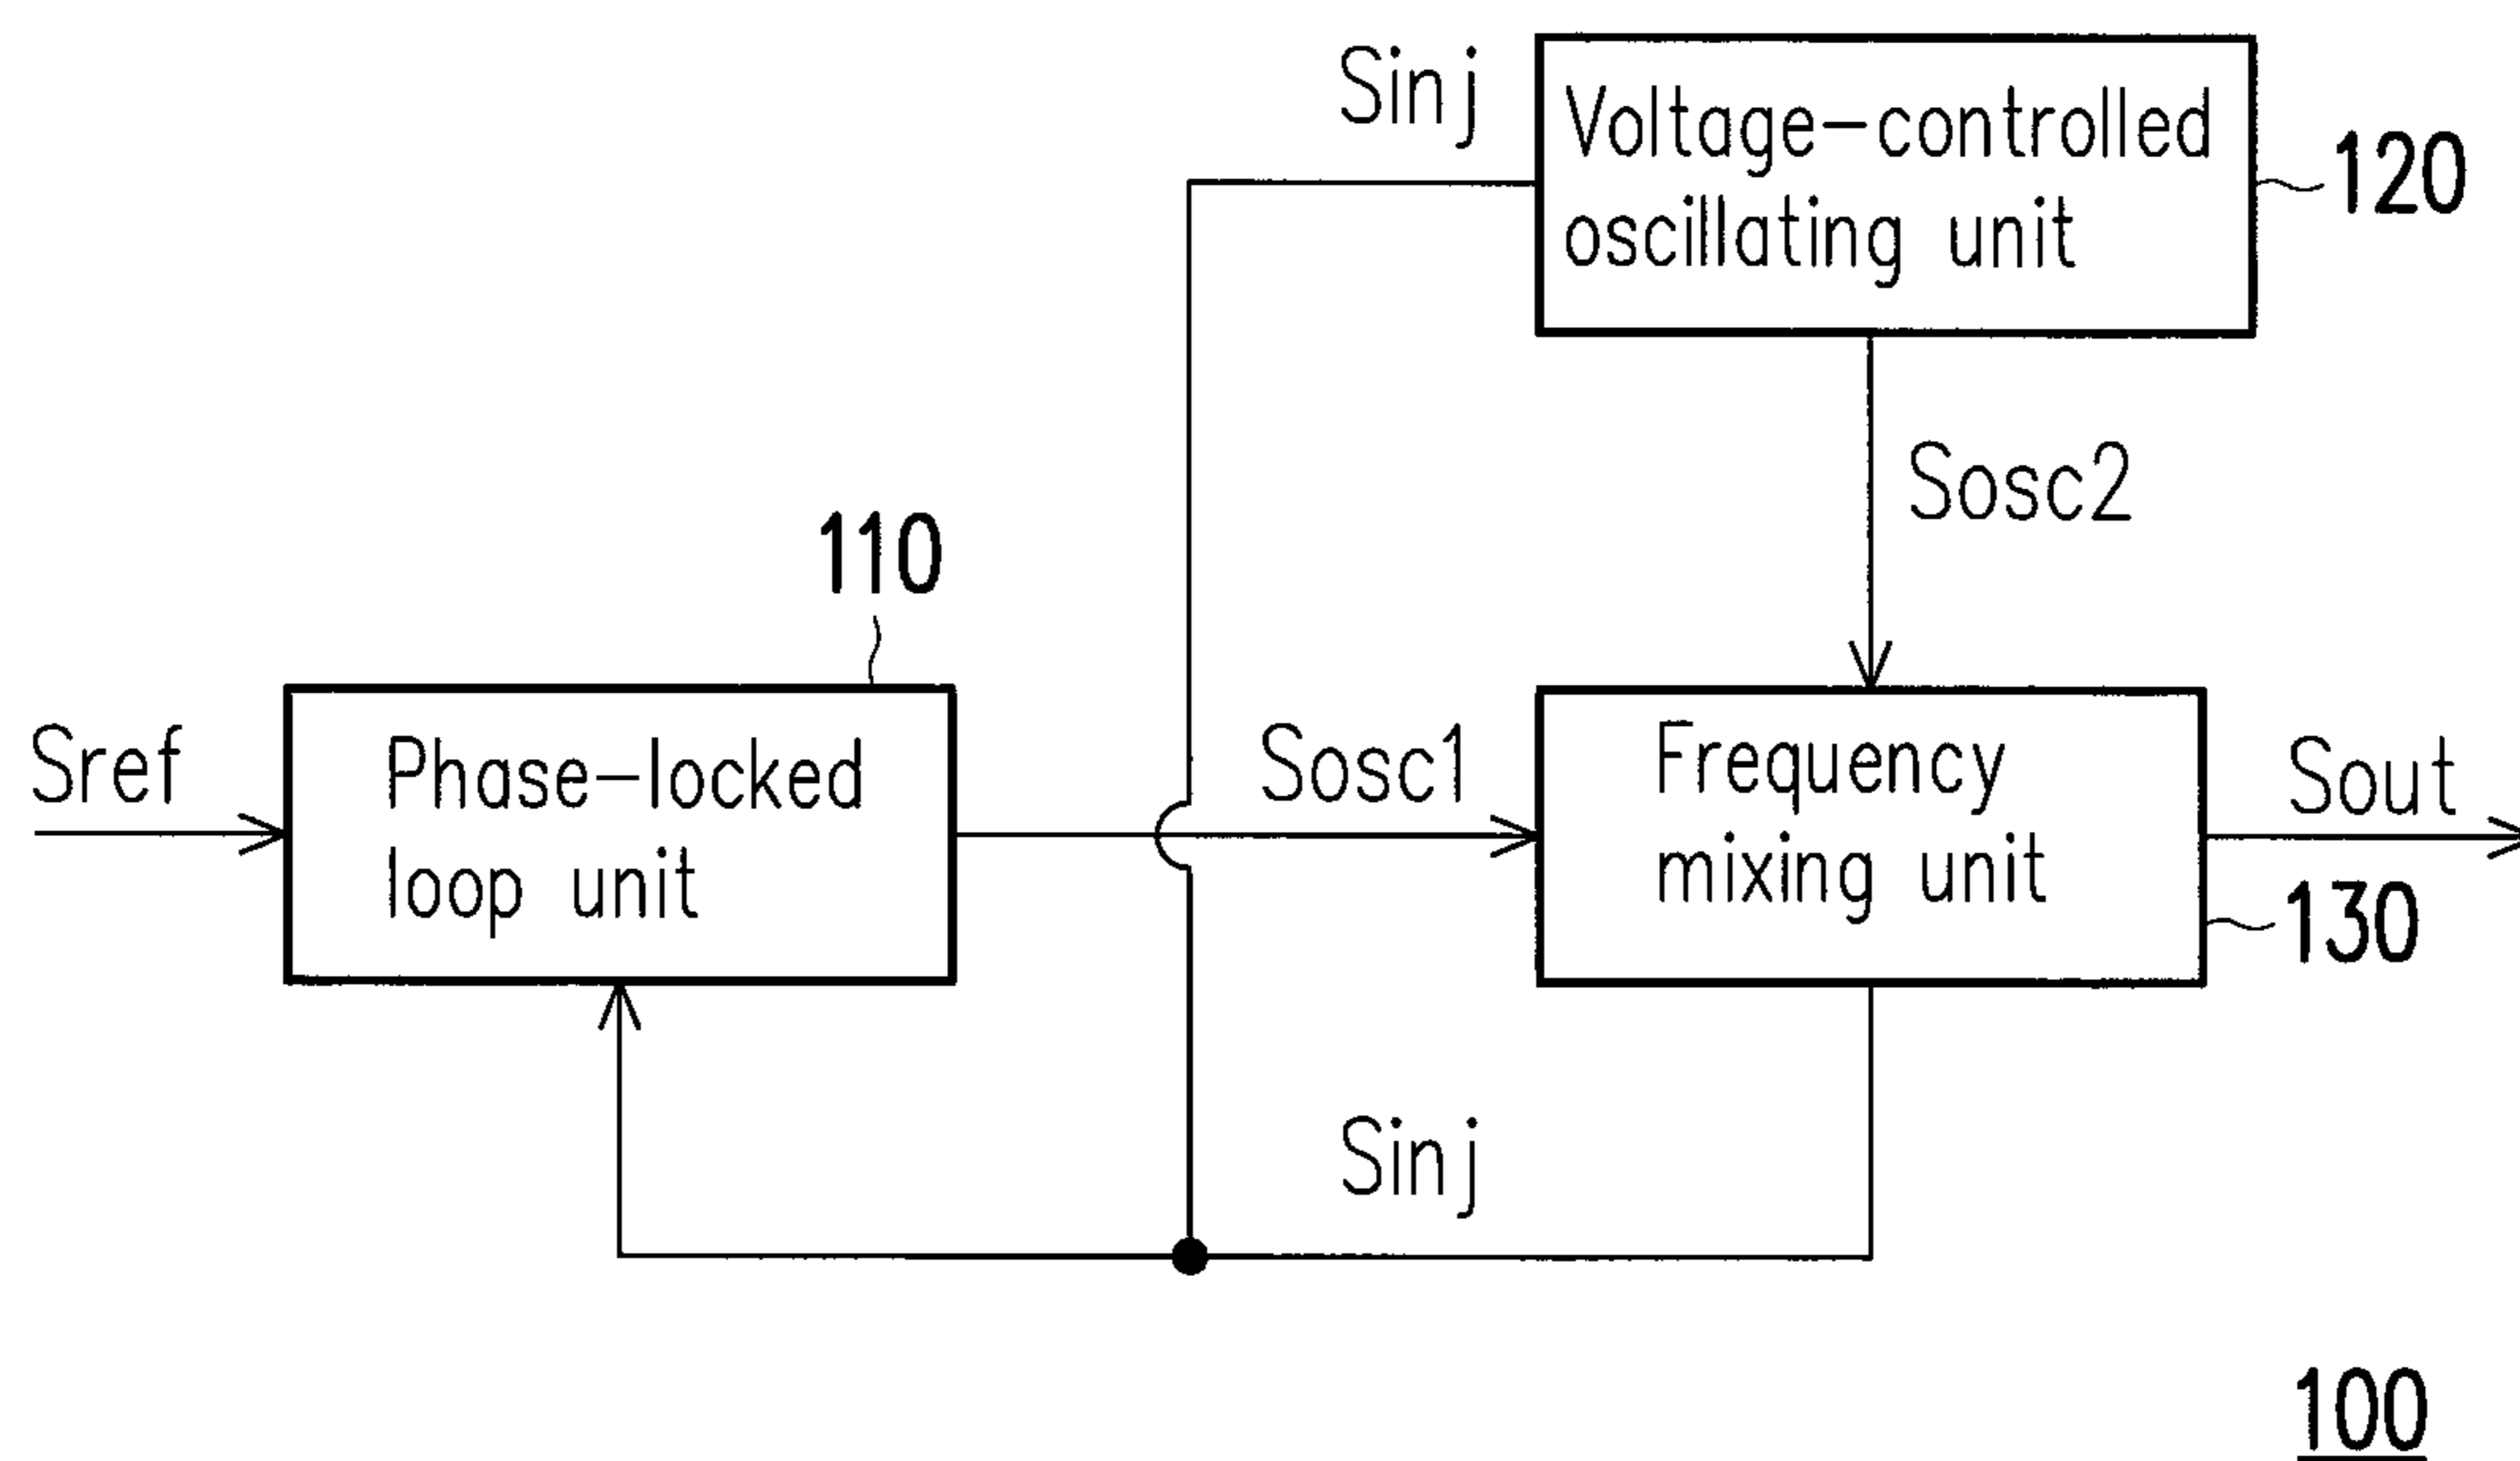 Sinj
Voltage-controlled
oscillating unit
120
Sosc2
110
Sref
Phase-locked
loop unit
Sosc1
Frequency
mixing unit
Sout
130
Sinj
100